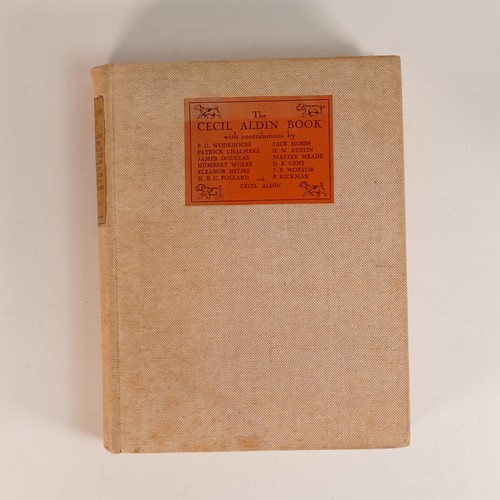 The
CECIL ALDIN BOOK
with contributions by
P. G. WODEHOUSE JACK HOBBS
PATRICK CHALMERS H. W. AUSTIN
JAMES DOUGLAS WALTER MEADE
HUMBERT WOLFE D. R. GENT
ELEANOR HELME J. B. MORTON
H. B. C. POLLARD and P. RICKMAN
CECIL ALDIN